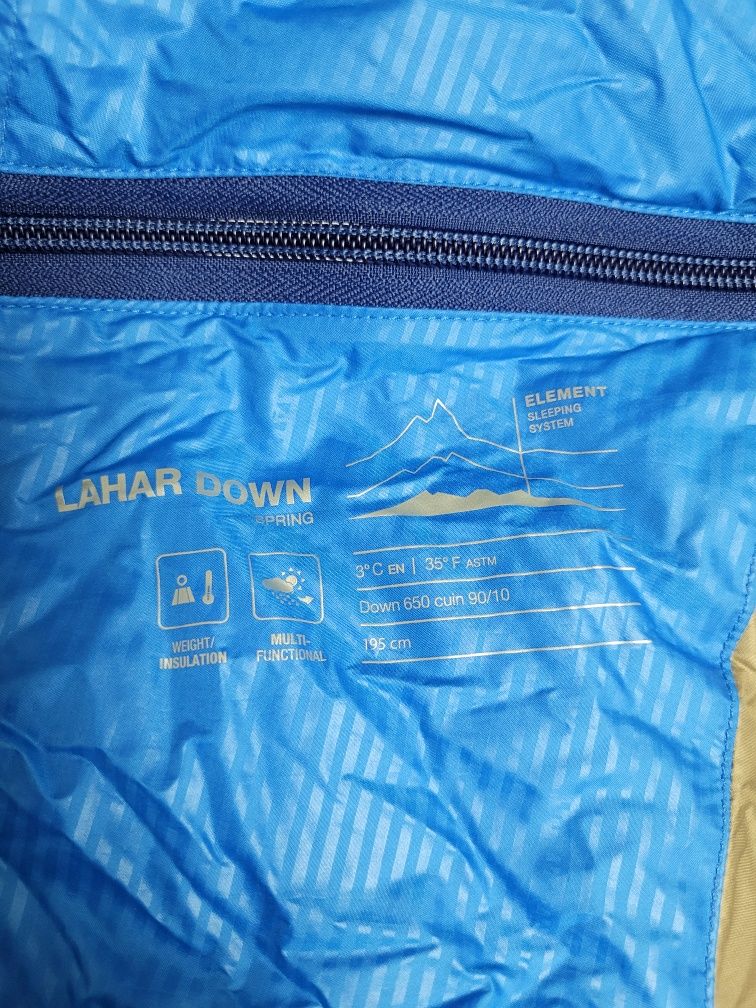 ELEMENT
SLEEPING
SYSTEM
LAHAR DOWN
SPRING
3°C EN | 35°F ASTM
Down 650 cuin 90/10
195 cm
WEIGHT/
INSULATION
MULTI-
FUNCTIONAL